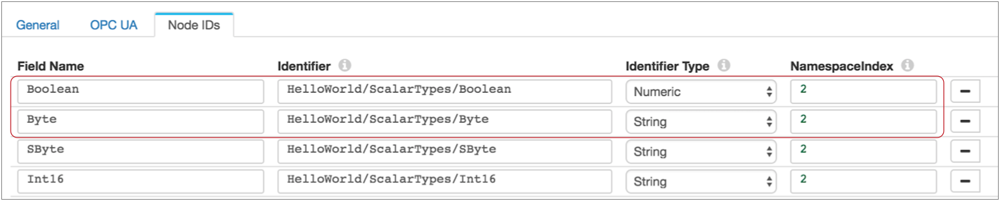 General OPC UA Node IDs
Field Name Identifier Identifier Type NamespaceIndex
Boolean HelloWorld/ScalarTypes/Boolean Numeric 2
Byte HelloWorld/ScalarTypes/Byte String 2
SByte HelloWorld/ScalarTypes/SByte String 2
Int16 HelloWorld/ScalarTypes/Int16 String 2